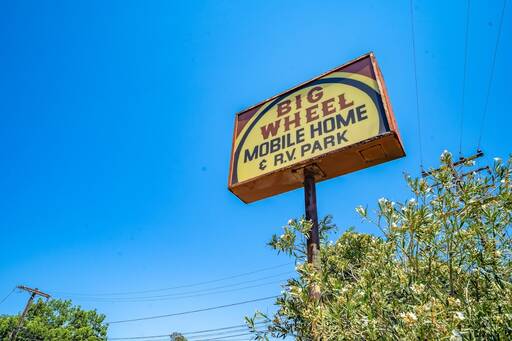 BIG
WHEEL
MOBILE HOME
& R.V. PARK